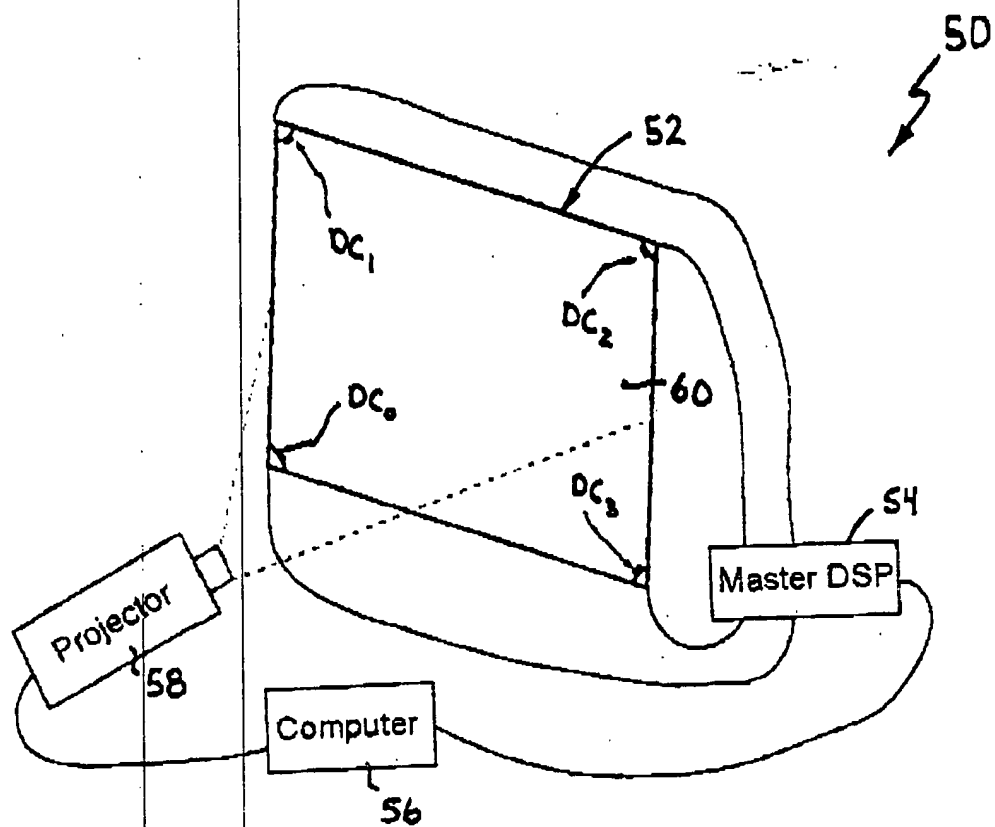 50
52
DC₁
DC₂
60
DC₀
DC₃
54
Master DSP
Projector
58
Computer
56